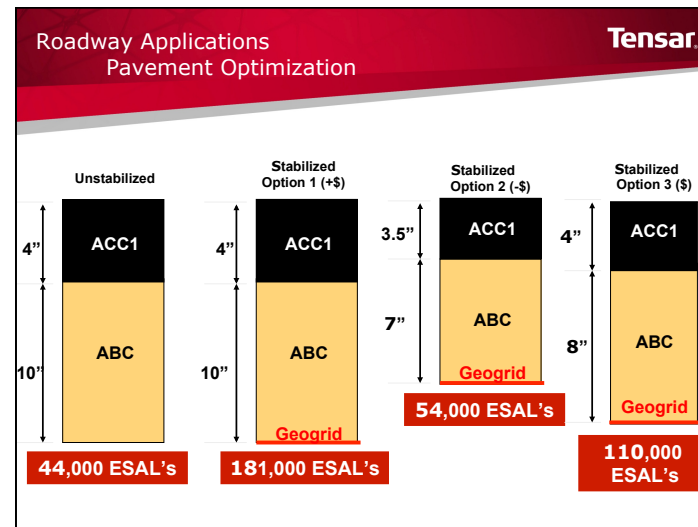 Roadway Applications
Pavement Optimization
Tensar.
Unstabilized
4”
ACC1
10”
ABC
44,000 ESAL’s
Stabilized
Option 1 (+$)
4”
ACC1
10”
ABC
Geogrid
181,000 ESAL’s
Stabilized
Option 2 (-$)
3.5”
ACC1
7”
ABC
Geogrid
54,000 ESAL’s
Stabilized
Option 3 ($)
4”
ACC1
8”
ABC
Geogrid
110,000
ESAL’s